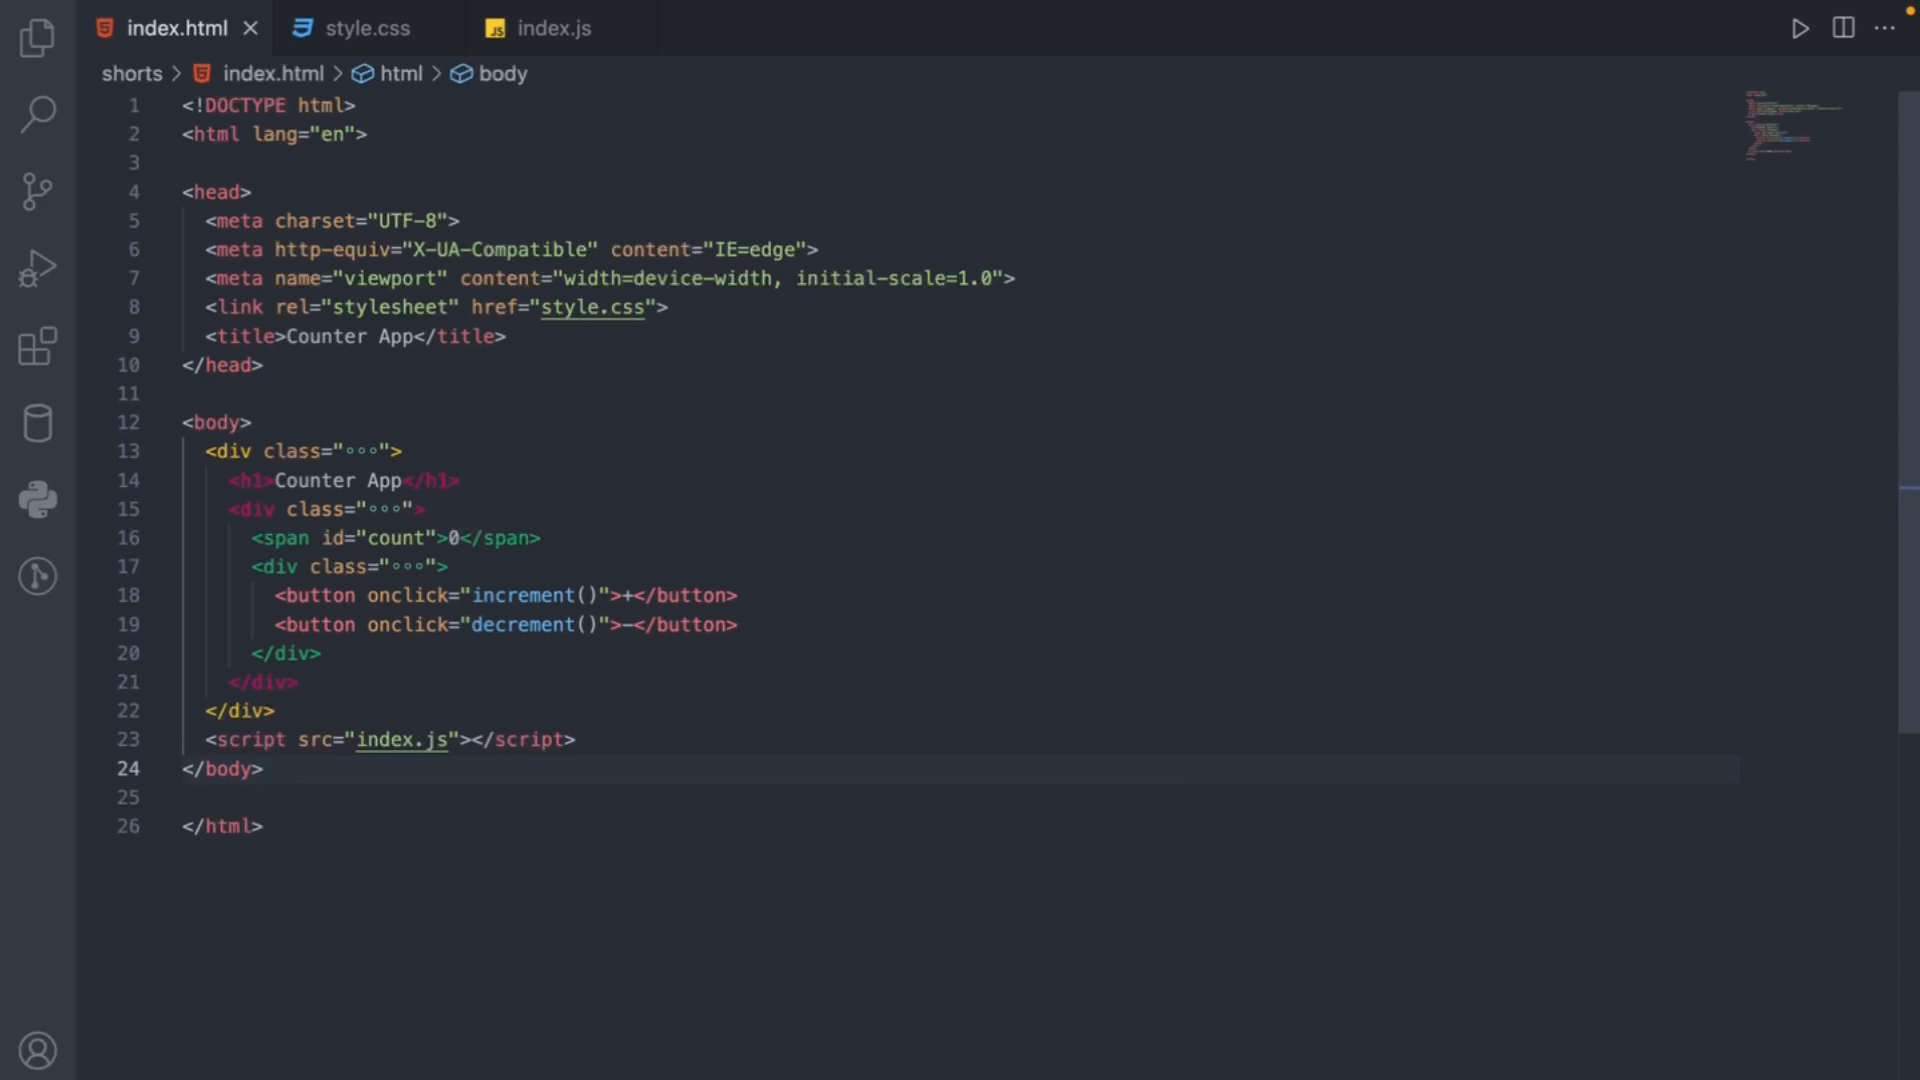 index.html
style.css
JS index.js
shorts > index.html > html > body
1 <!DOCTYPE html>
2 <html lang="en">
3
4 <head>
5 <meta charset="UTF-8">
6 <meta http-equiv="X-UA-Compatible" content="IE=edge">
7 <meta name="viewport" content="width=device-width, initial-scale=1.0">
8 <link rel="stylesheet" href="style.css">
9 <title>Counter App</title>
10 </head>
11
12 <body>
13 <div class="∘∘∘">
14 <h1>Counter App</h1>
15 <div class="∘∘∘">
16 <span id="count">0</span>
17 <div class="∘∘∘">
18 <button onclick="increment()">+</button>
19 <button onclick="decrement()">-</button>
20 </div>
21 </div>
22 </div>
23 <script src="index.js"></script>
24 </body>
25
26 </html>